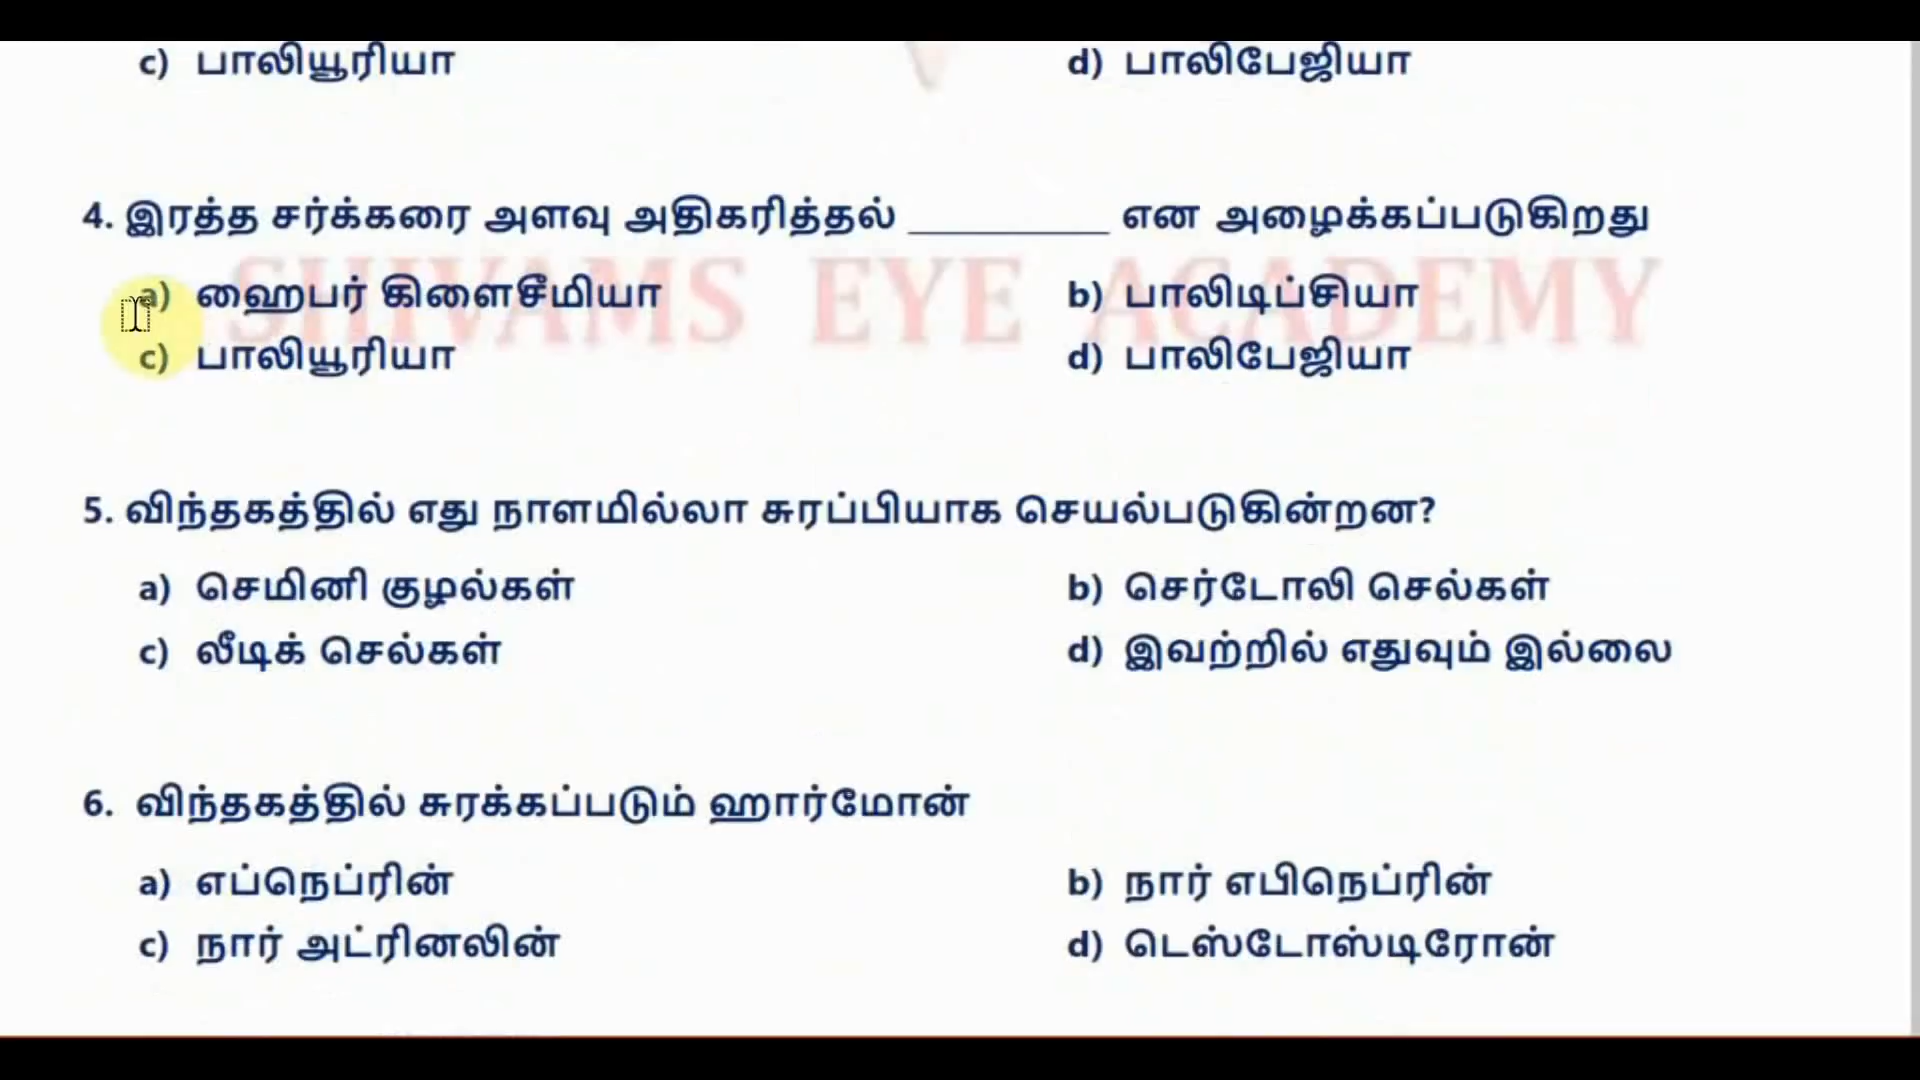 c) பாலியூரியா d) பாலிபேஜியா
4. இரத்த சர்க்கரை அளவு அதிகரித்தல் __________ என அழைக்கப்படுகிறது
SHIVAMS EYE ACADEMY
a) ஹைபர் கிளைசீமியா b) பாலிடிப்சியா
c) பாலியூரியா d) பாலிபேஜியா
5. விந்தகத்தில் எது நாளமில்லா சுரப்பியாக செயல்படுகின்றன?
a) செமினி குழல்கள் b) செர்டோலி செல்கள்
c) லீடிக் செல்கள் d) இவற்றில் எதுவும் இல்லை
6. விந்தகத்தில் சுரக்கப்படும் ஹார்மோன்
a) எப்நெப்ரின் b) நார் எபிநெப்ரின்
c) நார் அட்ரினலின் d) டெஸ்டோஸ்டிரோன்